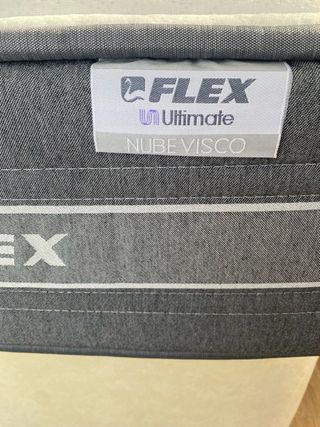 FLEX
Ultimate
NUBE VISCO
EX